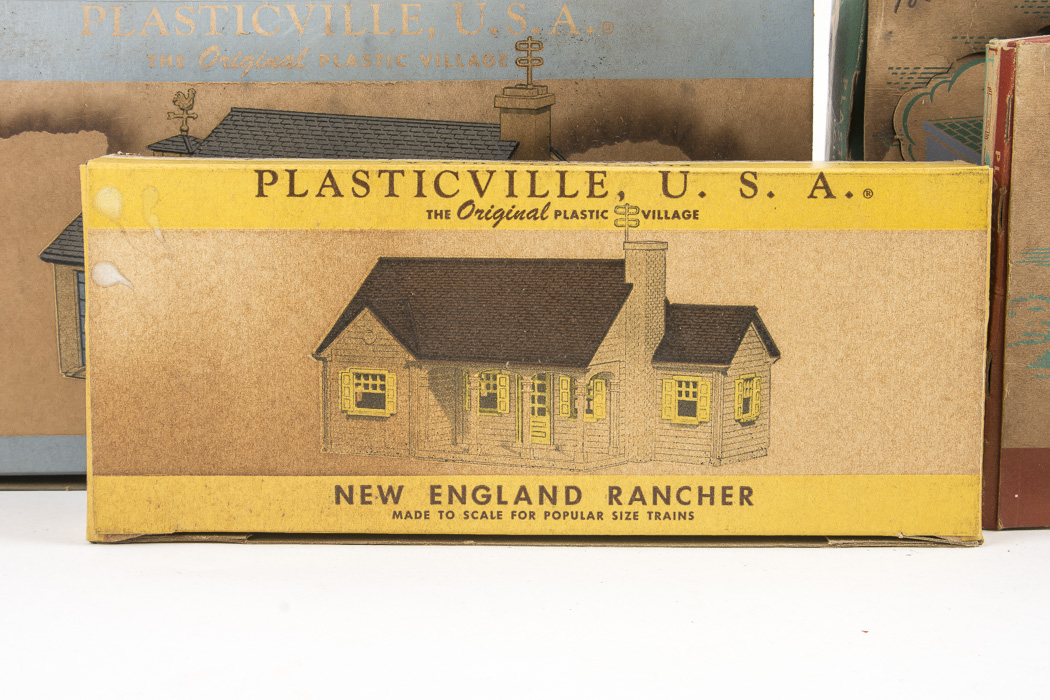 PLASTICVILLE, U.S.A.®
THE Original PLASTIC VILLAGE
PLASTICVILLE, U. S. A.®
THE Original PLASTIC VILLAGE
NEW ENGLAND RANCHER
MADE TO SCALE FOR POPULAR SIZE TRAINS